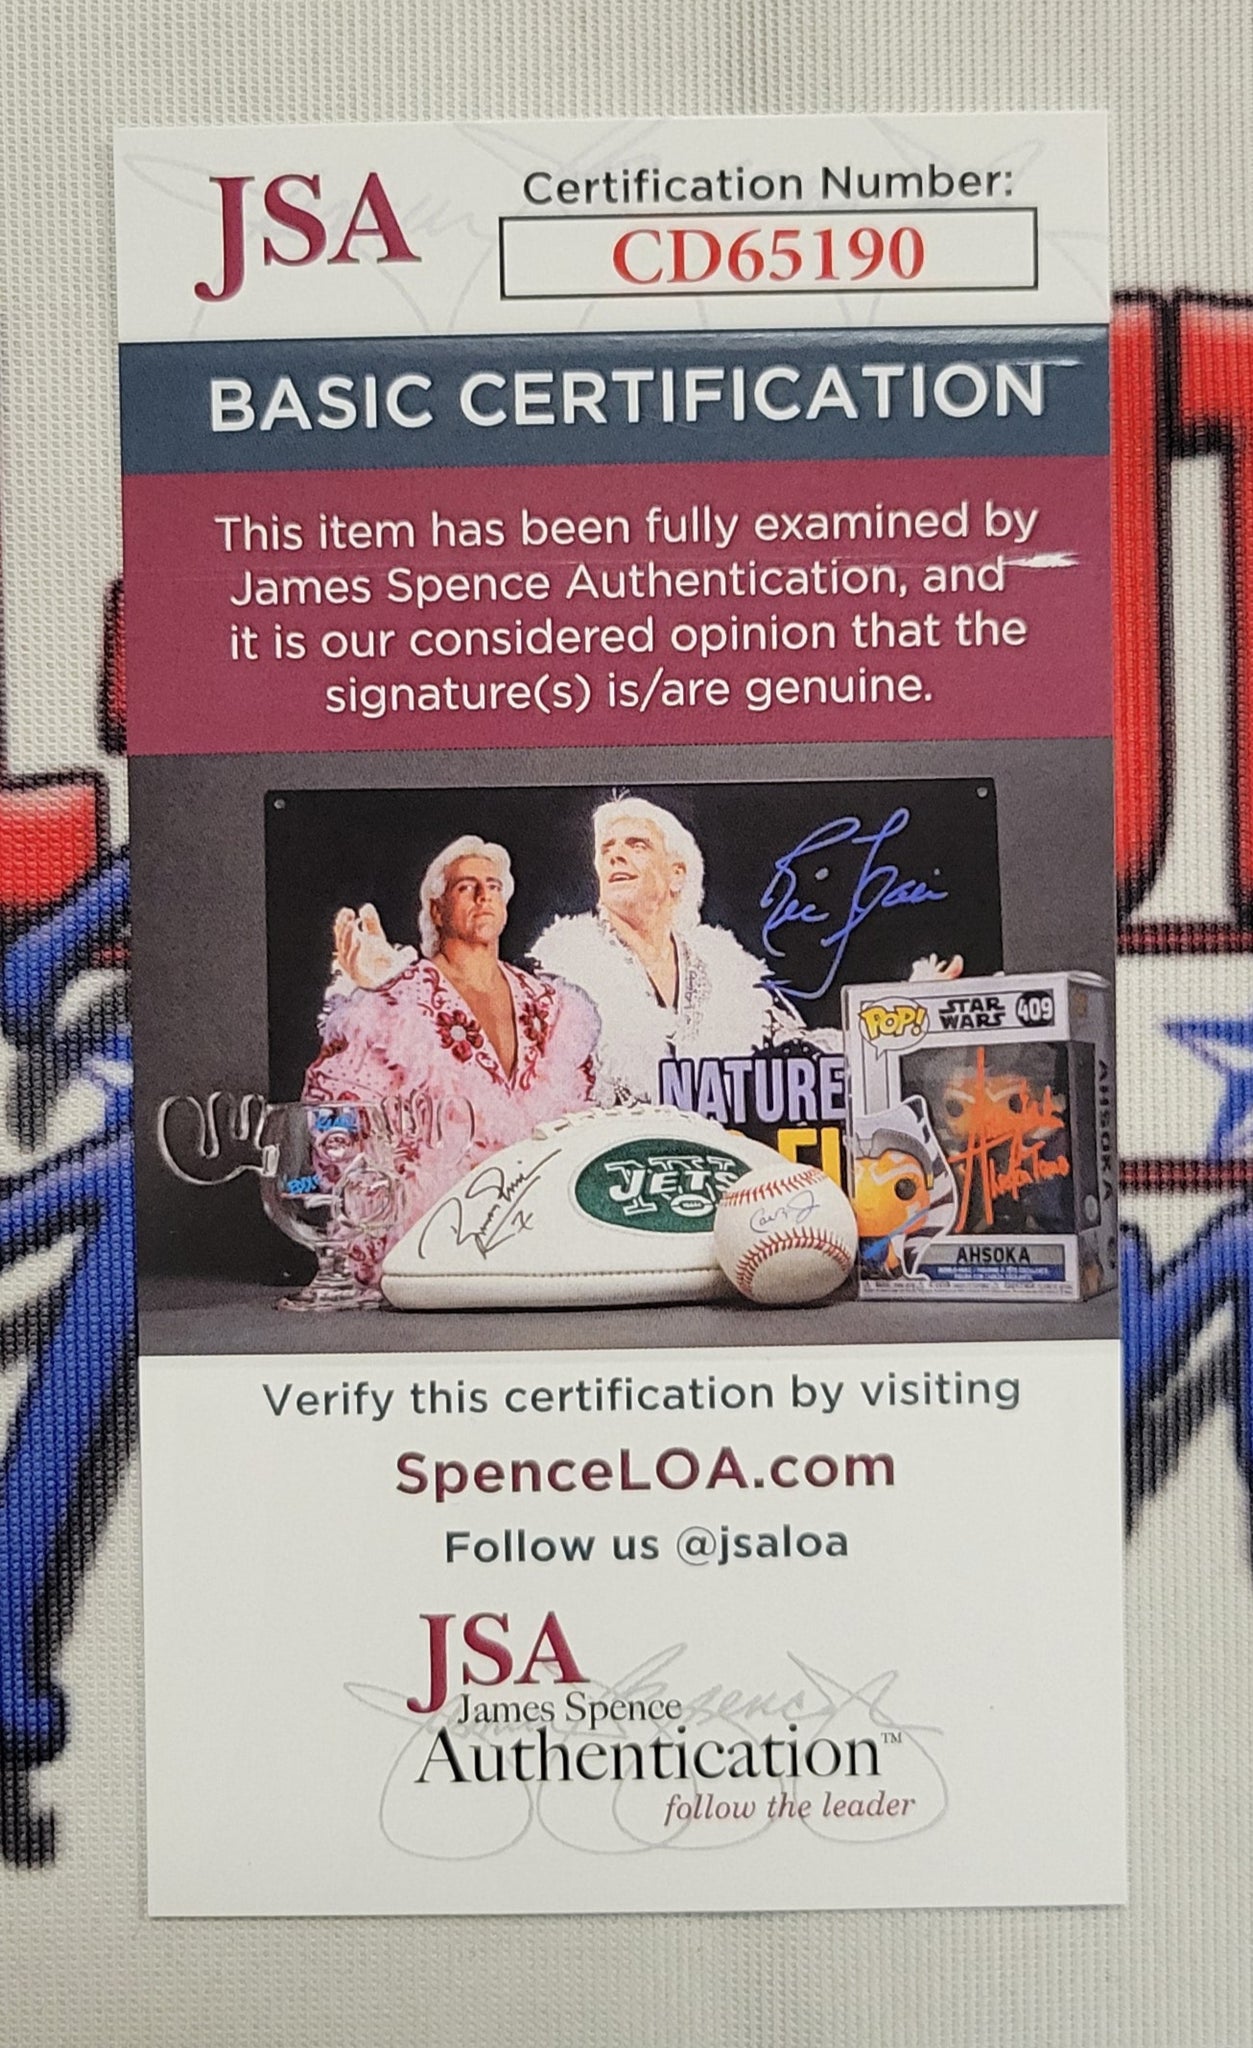 JSA
Certification Number:
CD65190
BASIC CERTIFICATION
This item has been fully examined by
James Spence Authentication, and
it is our considered opinion that the
signature(s) is/are genuine.
Ric Flair
POP!
STAR
WARS
409
NATURE
AHSOKA
AHSOKA
JETS
Verify this certification by visiting
SpenceLOA.com
Follow us @jsaloa
JSA
James Spence
Authentication™
follow the leader